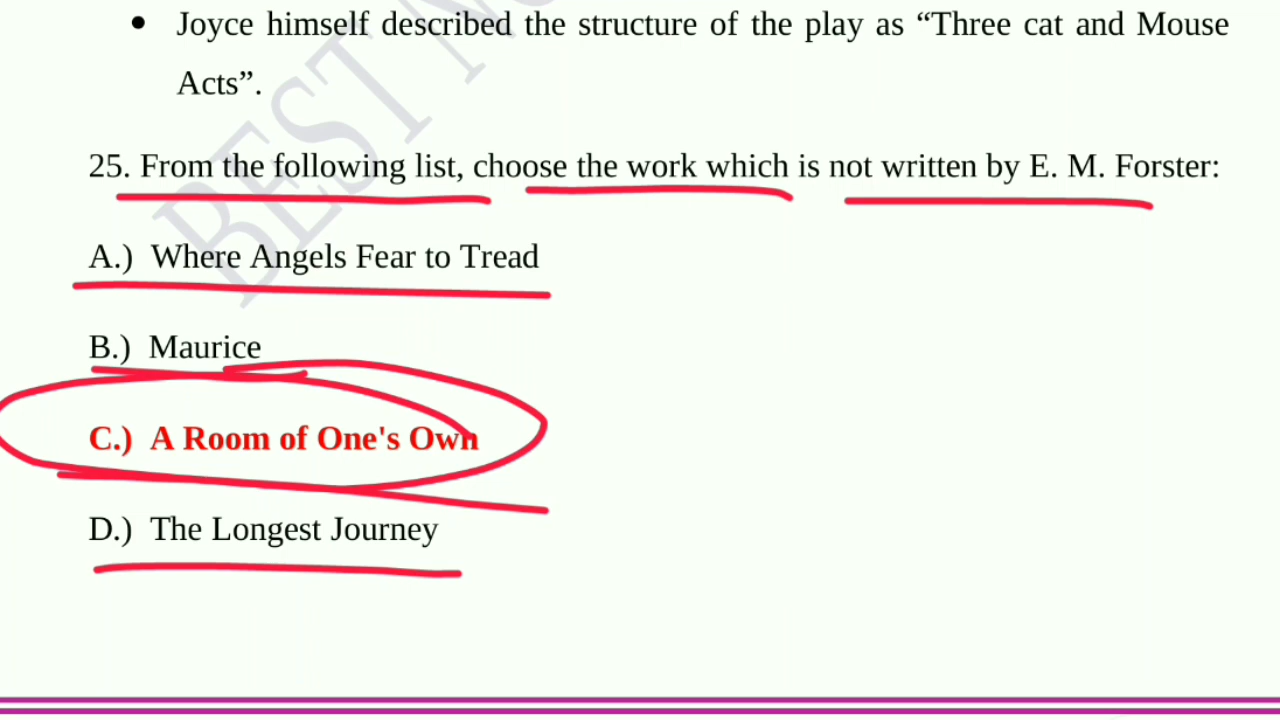 • Joyce himself described the structure of the play as “Three cat and Mouse
Acts”.
BEST NO
25. From the following list, choose the work which is not written by E. M. Forster:
A.) Where Angels Fear to Tread
B.) Maurice
C.) A Room of One's Own
D.) The Longest Journey